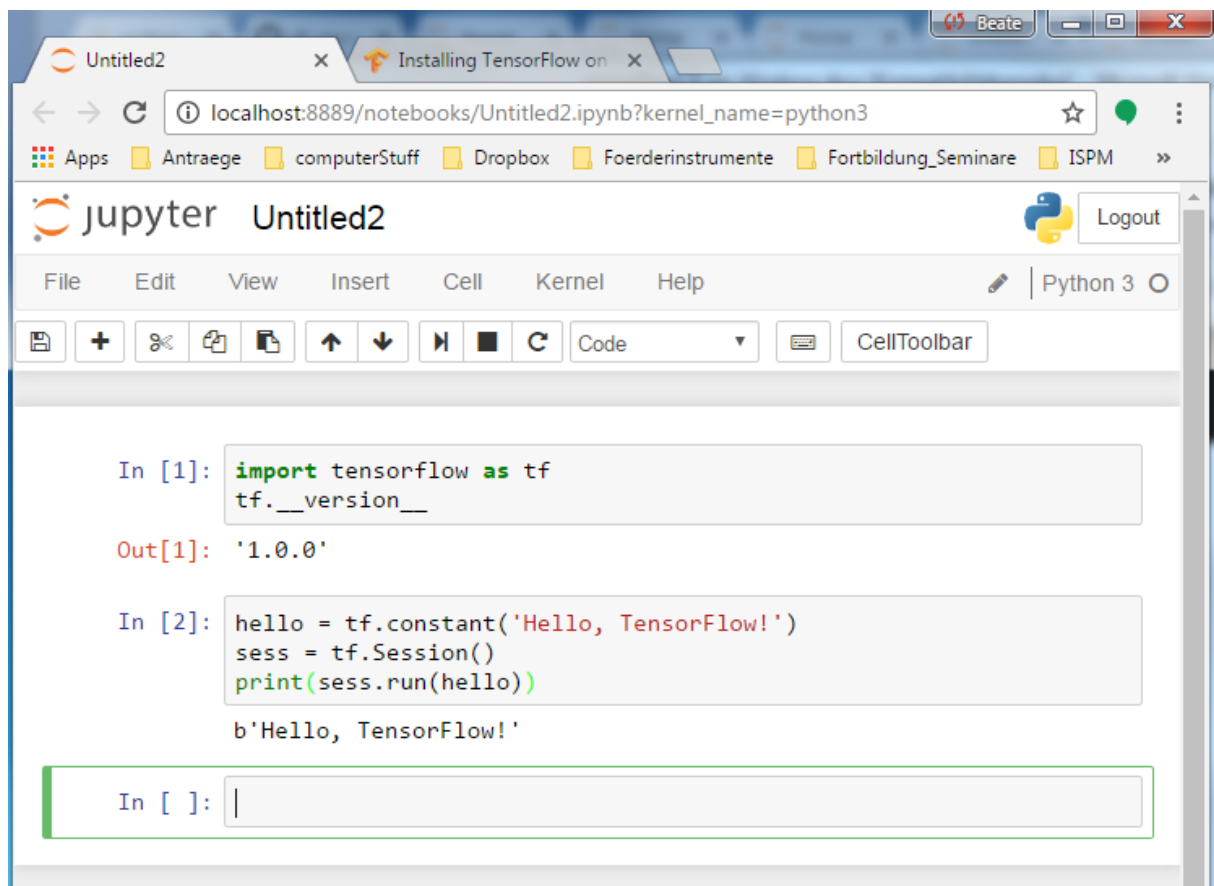 Beate
Untitled2
Installing TensorFlow on
localhost:8889/notebooks/Untitled2.ipynb?kernel_name=python3
Apps Antraege computerStuff Dropbox Foerderinstrumente Fortbildung_Seminare ISPM »
jupyter Untitled2 Logout
File Edit View Insert Cell Kernel Help Python 3
Code CellToolbar
In [1]: import tensorflow as tf
tf.__version__
Out[1]: '1.0.0'
In [2]: hello = tf.constant('Hello, TensorFlow!')
sess = tf.Session()
print(sess.run(hello))
b'Hello, TensorFlow!'
In [ ]: